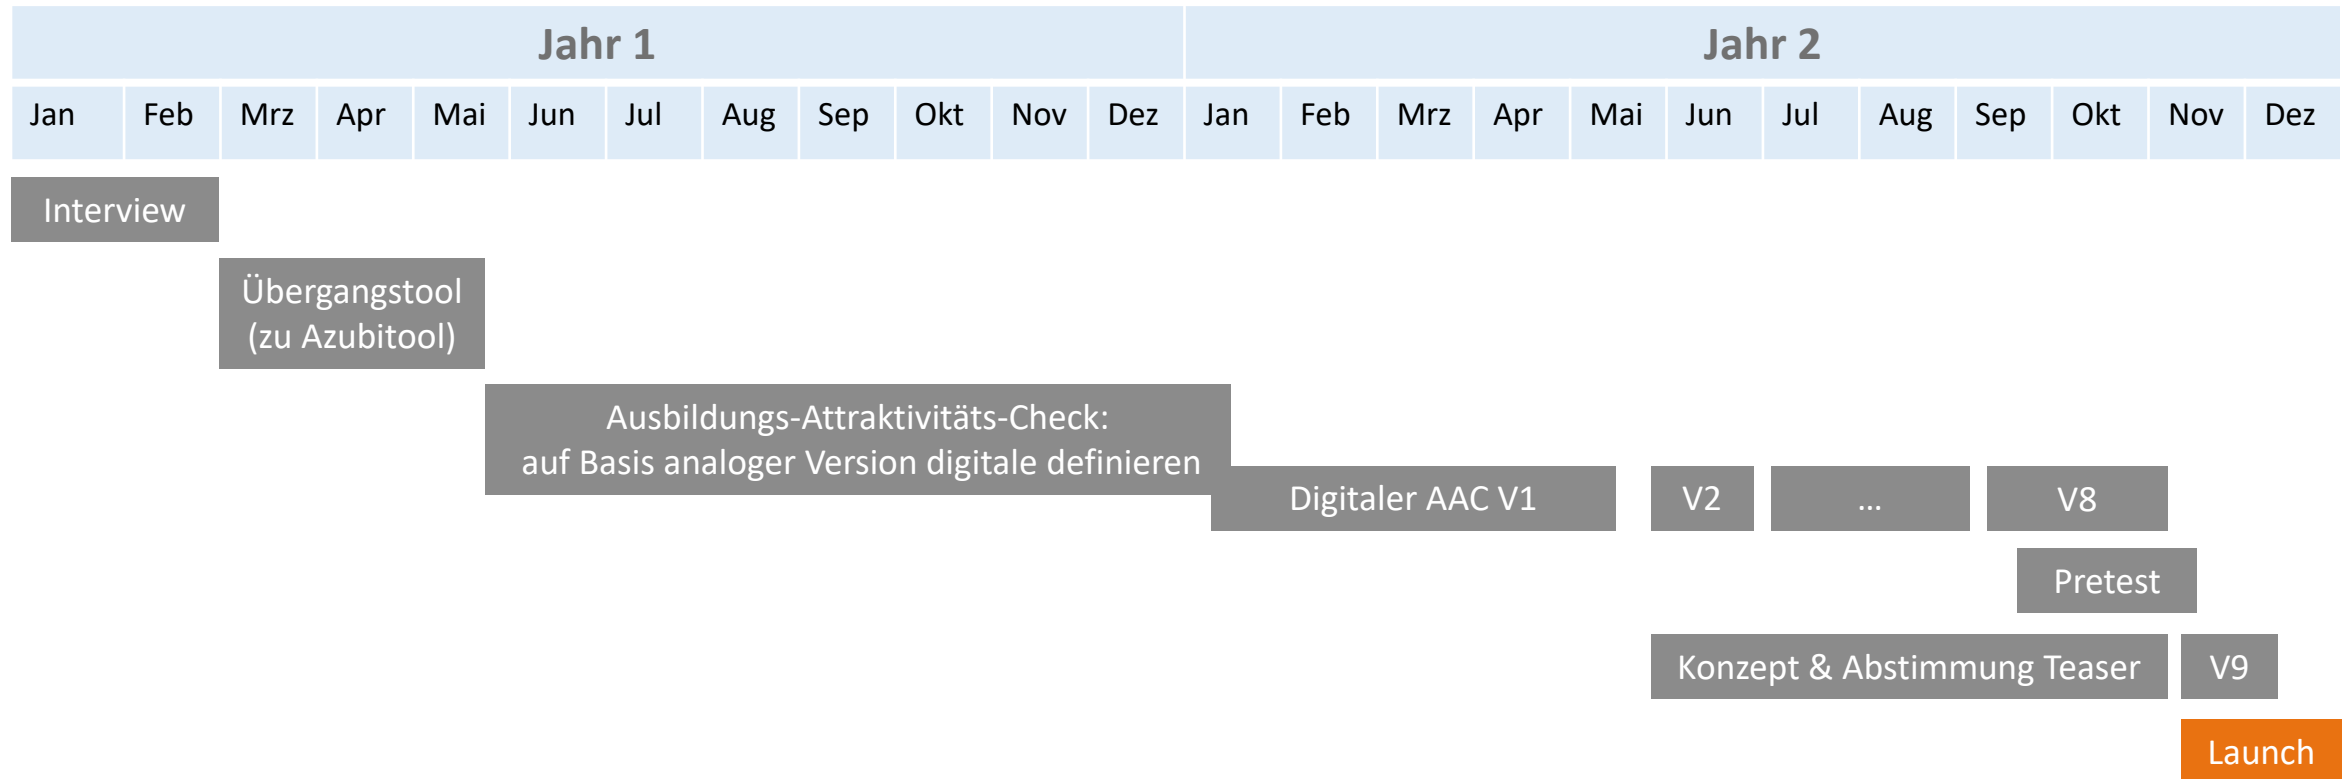 Jahr 1 Jahr 2
Jan Feb Mrz Apr Mai Jun Jul Aug Sep Okt Nov Dez Jan Feb Mrz Apr Mai Jun Jul Aug Sep Okt Nov Dez
Interview
Übergangstool
(zu Azubitool)
Ausbildungs-Attraktivitäts-Check:
auf Basis analoger Version digitale definieren
Digitaler AAC V1 V2 ... V8
Pretest
Konzept & Abstimmung Teaser V9
Launch